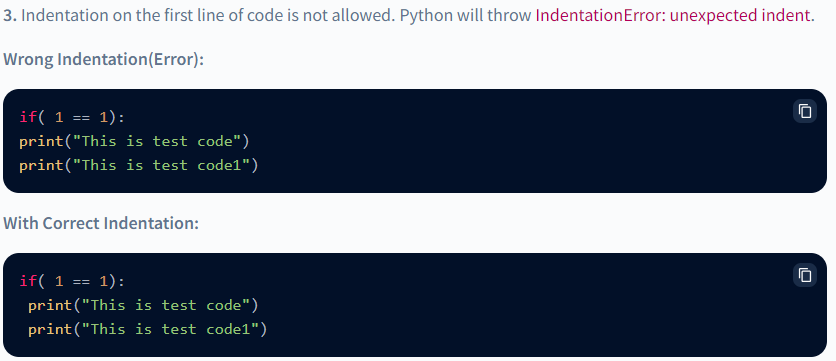 3. Indentation on the first line of code is not allowed. Python will throw IndentationError: unexpected indent.
Wrong Indentation(Error):
if( 1 == 1):
print("This is test code")
print("This is test code1")
With Correct Indentation:
if( 1 == 1):
 print("This is test code")
 print("This is test code1")